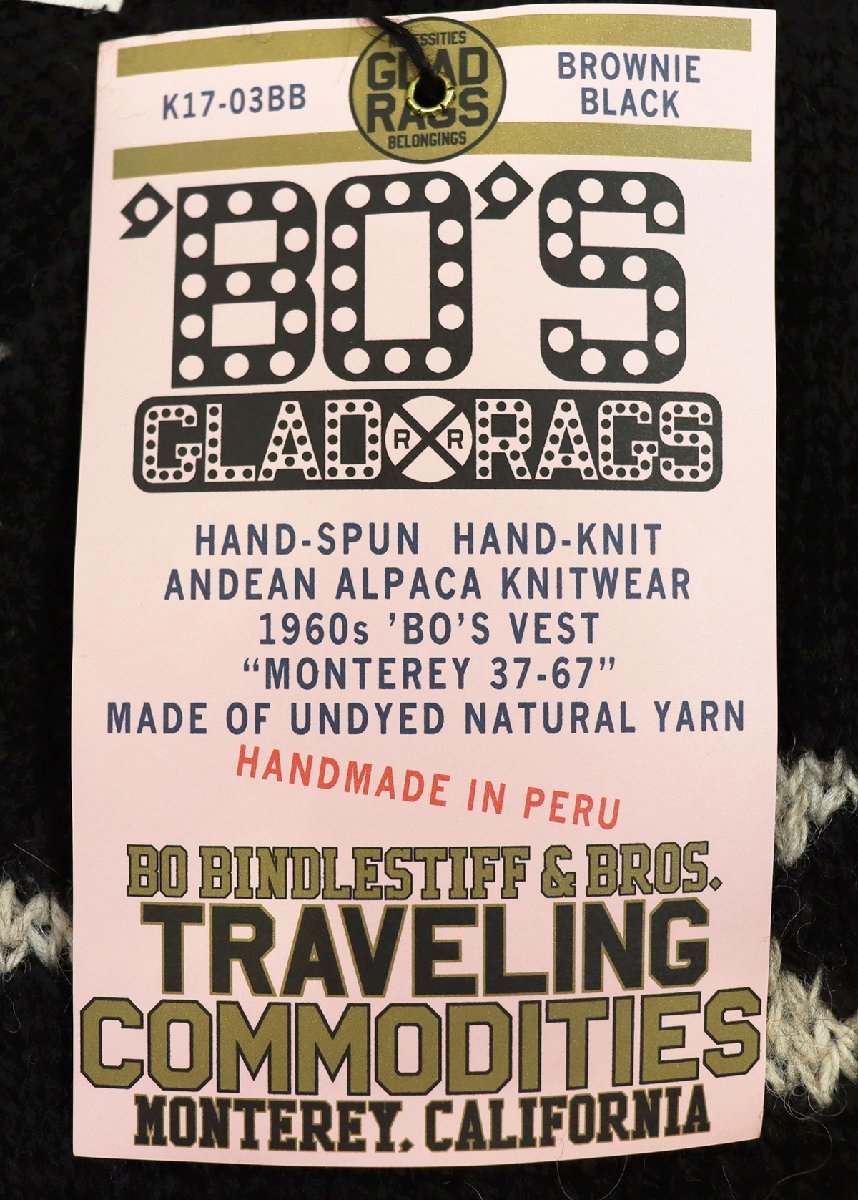 K17-03BB
NECESSITIES
GLAD
RAGS
BELONGINGS
BROWNIE
BLACK
'BO'S
GLAD RR RAGS
HAND-SPUN HAND-KNIT
ANDEAN ALPACA KNITWEAR
1960s 'BO'S VEST
"MONTEREY 37-67"
MADE OF UNDYED NATURAL YARN
HANDMADE IN PERU
BO BINDLESTIFF & BROS.
TRAVELING
COMMODITIES
MONTEREY, CALIFORNIA